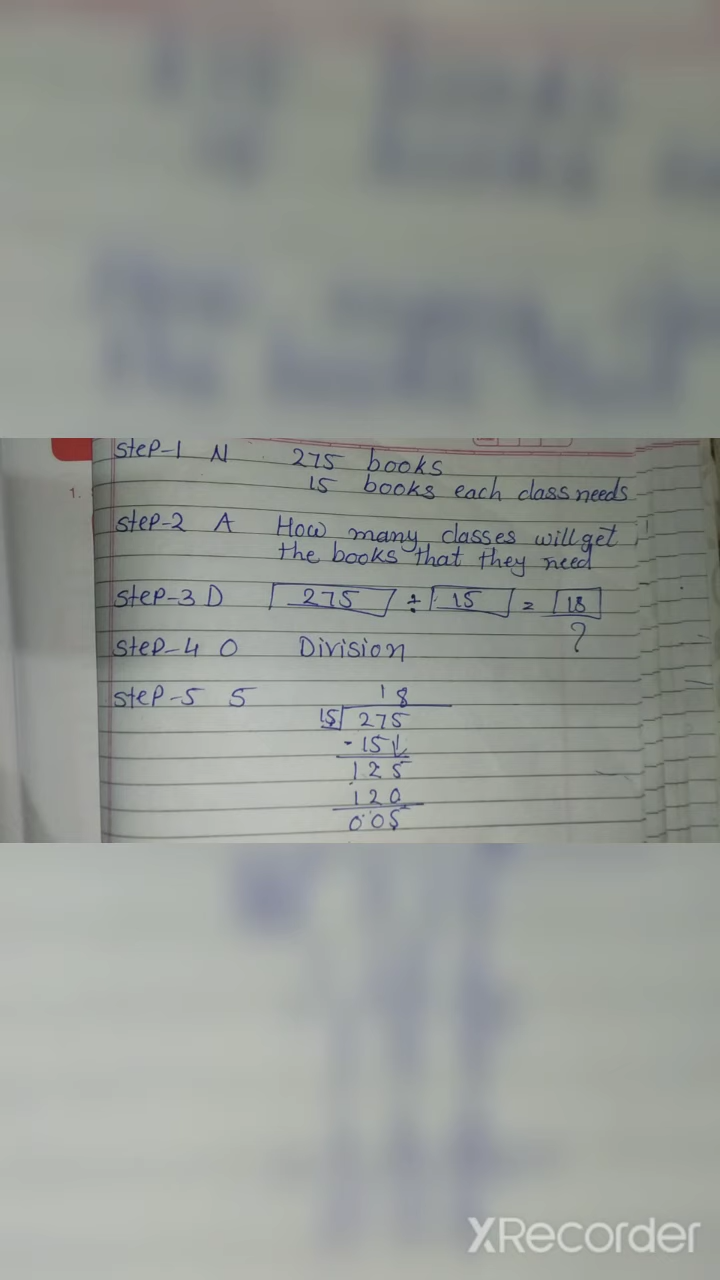 step-1 N 275 books
15 books each class needs
1.
step-2 A How many classes will get
the books that they need
step-3 D 275 ÷ 15 = 18
?
step-4 O Division
step-5 S 18
15 275
- 15↓
125
120
005
XRecorder